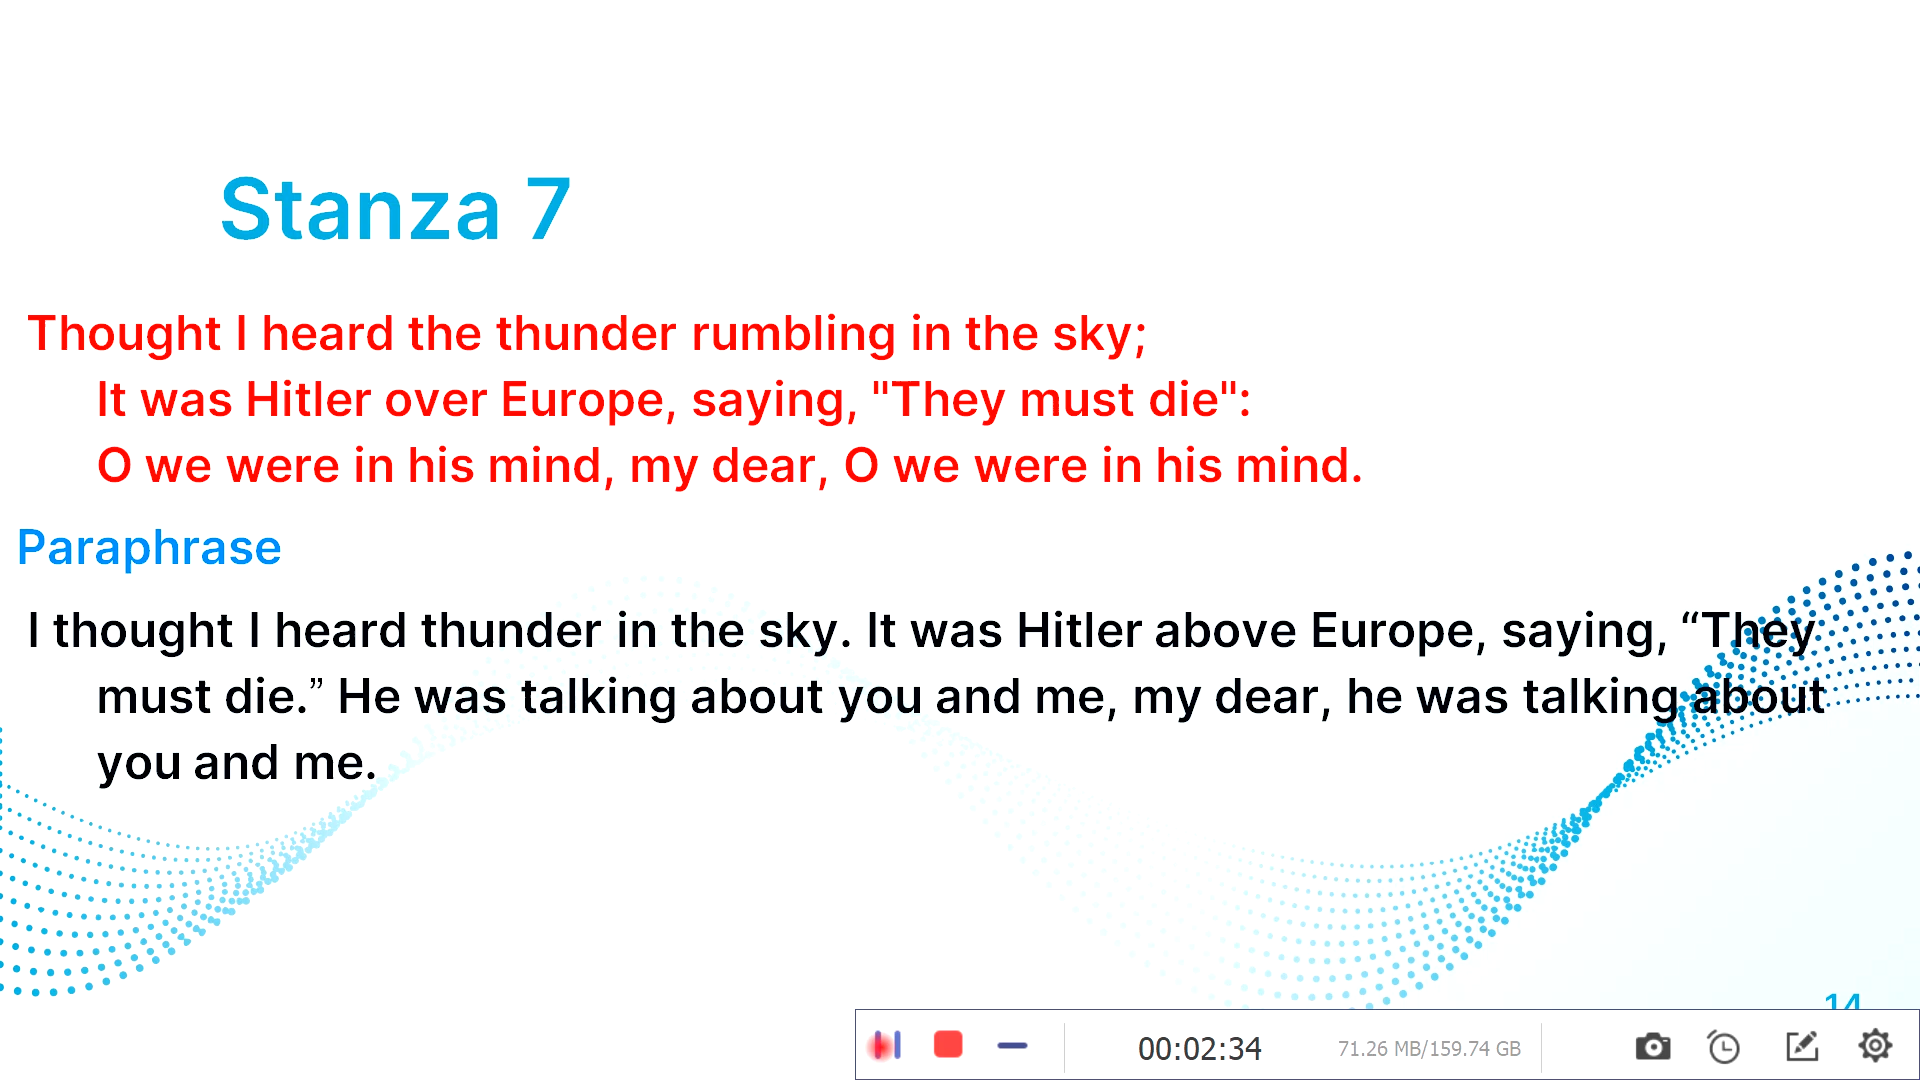 Stanza 7
Thought I heard the thunder rumbling in the sky;
It was Hitler over Europe, saying, "They must die":
O we were in his mind, my dear, O we were in his mind.
Paraphrase
I thought I heard thunder in the sky. It was Hitler above Europe, saying, “They
must die.” He was talking about you and me, my dear, he was talking about
you and me.
14
00:02:34
71.26 MB/159.74 GB